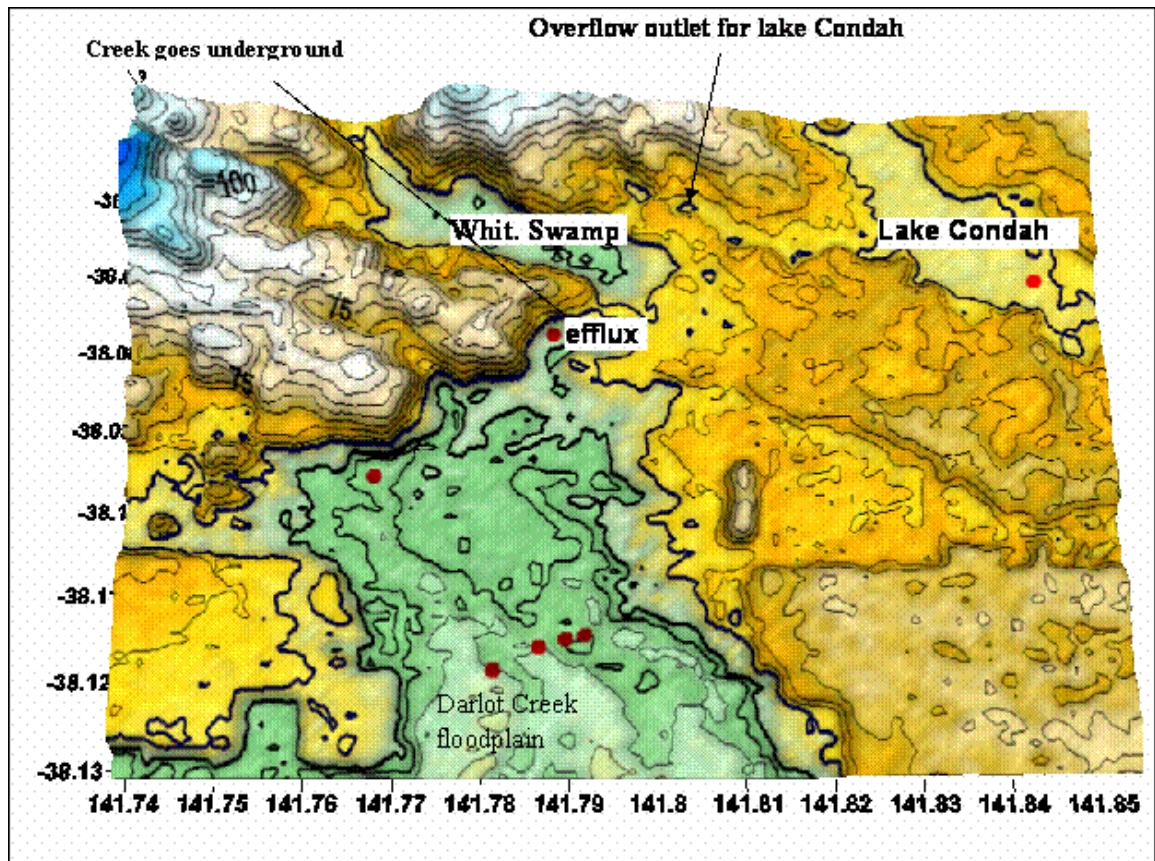 Overflow outlet for lake Condah
Creek goes underground
?
100
Whit. Swamp
Lake Condah
75
efflux
75
-38.12
Darlot Creek
floodplain
-38.13
141.74 141.75 141.76 141.77 141.78 141.79 141.8 141.81 141.82 141.83 141.84 141.85